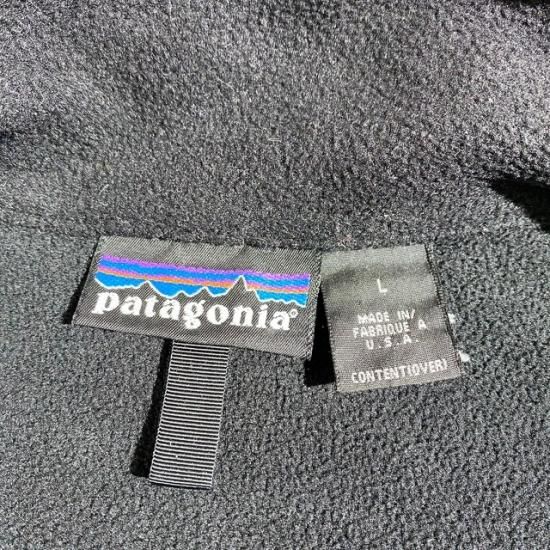 patagonia®
L
MADE IN/
FABRIQUE A
U.S.A.
CONTENT(OVER)